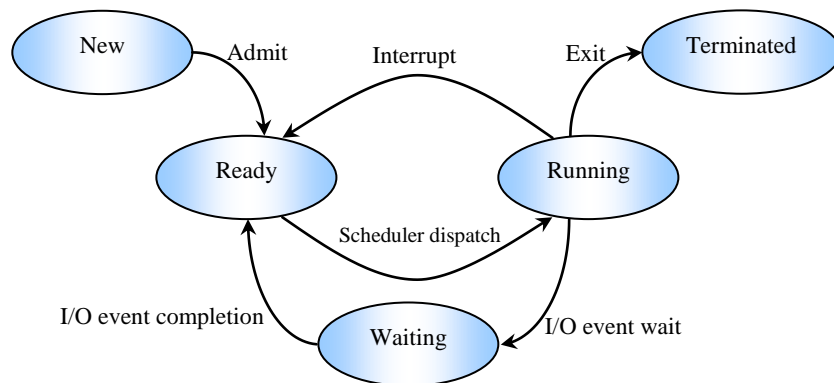 New
Admit
Interrupt
Exit
Terminated
Ready
Running
Scheduler dispatch
I/O event completion
Waiting
I/O event wait